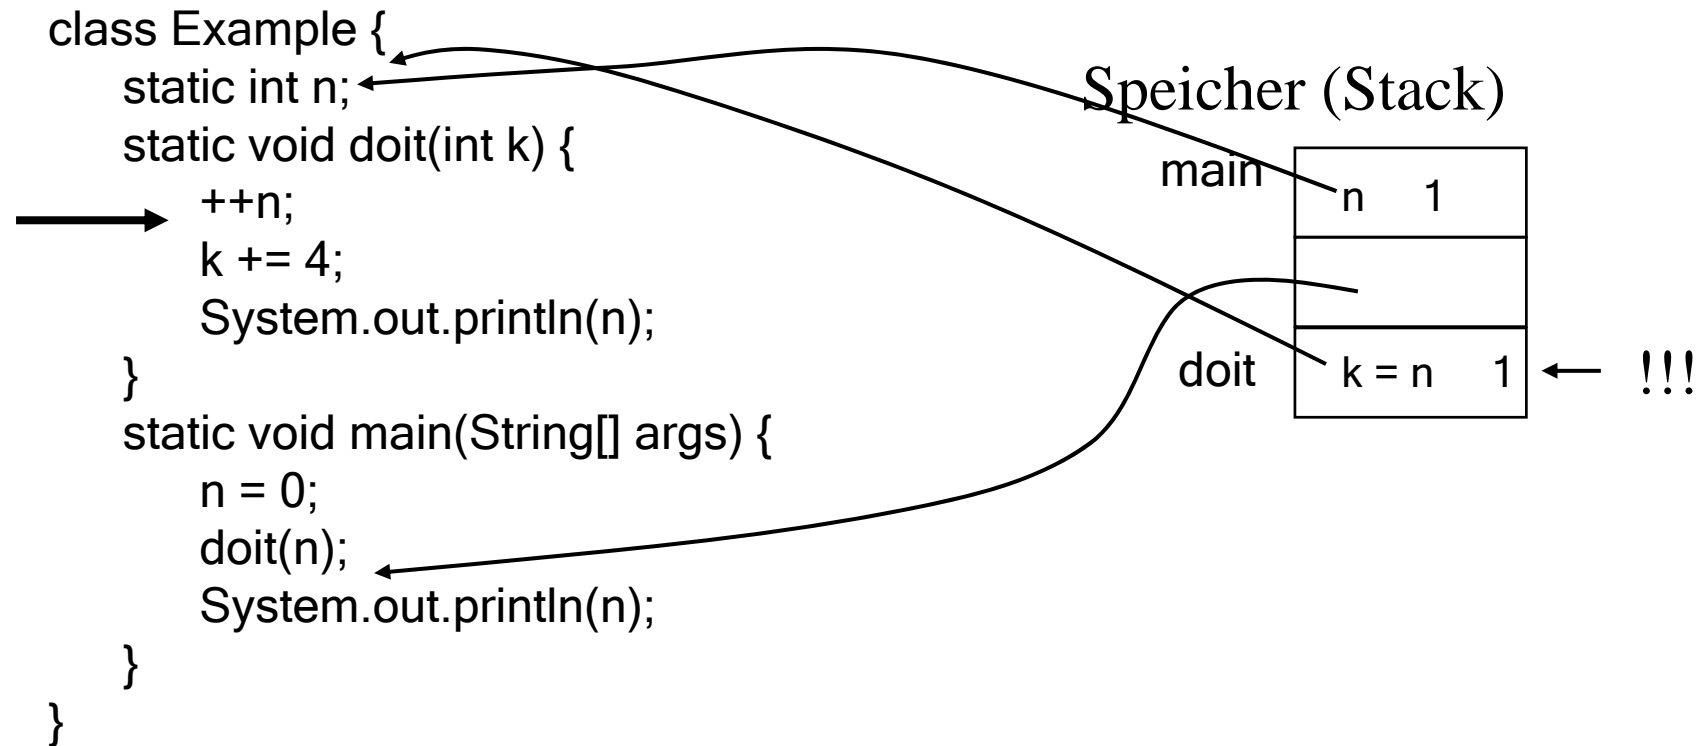 class Example {
static int n;
static void doit(int k) {
++n;
k += 4;
System.out.println(n);
}
static void main(String[] args) {
n = 0;
doit(n);
System.out.println(n);
}
}
Speicher (Stack)
main
n 1
doit
k = n 1
!!!